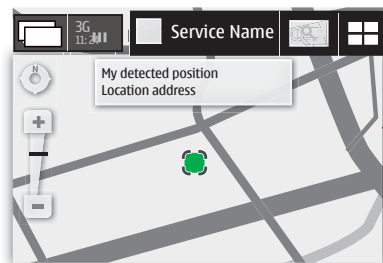 3G
Service Name
N
My detected position
Location address